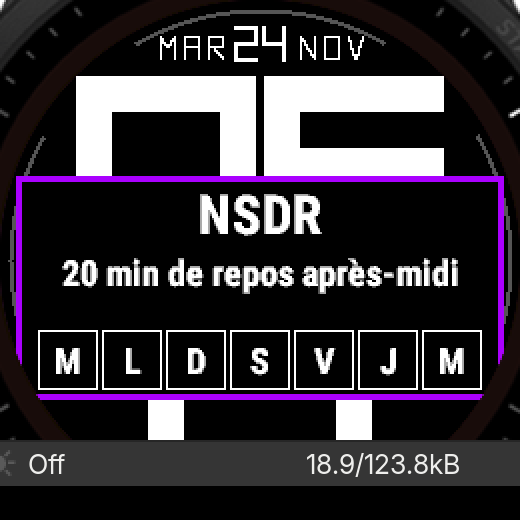 MAR 24 NOV
NSDR
20 min de repos après-midi
M L D S V J M
Off 18.9/123.8kB